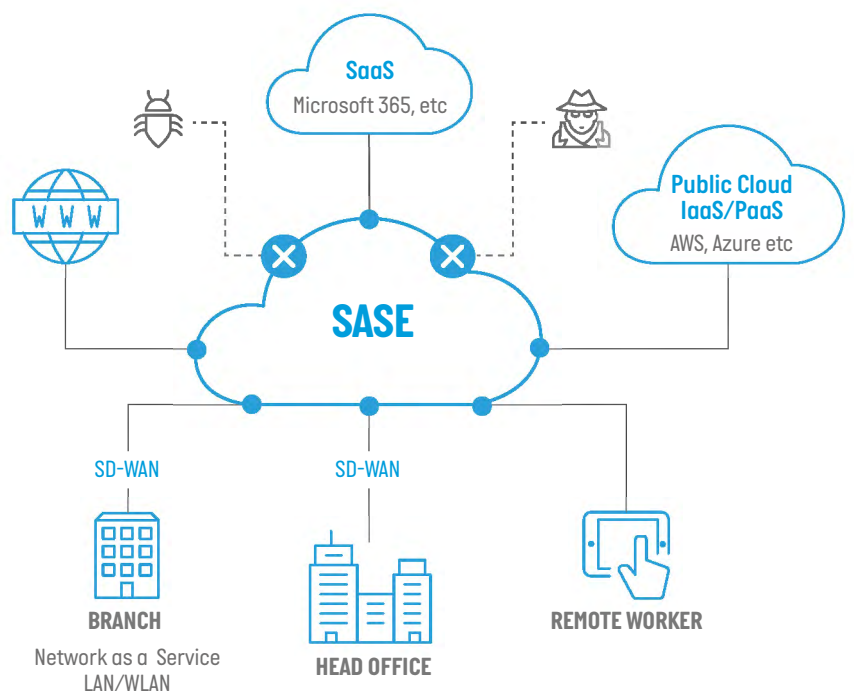 SaaS
Microsoft 365, etc
WWW
Public Cloud
IaaS/PaaS
AWS, Azure etc
SASE
SD-WAN
SD-WAN
BRANCH
Network as a Service
LAN/WLAN
HEAD OFFICE
REMOTE WORKER